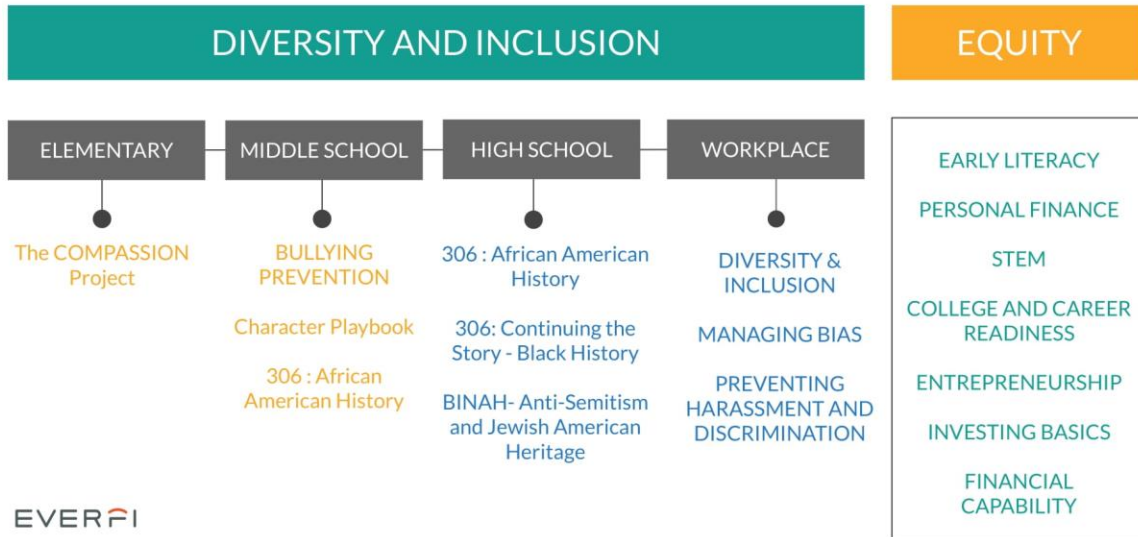 DIVERSITY AND INCLUSION
EQUITY
ELEMENTARY
The COMPASSION
Project
MIDDLE SCHOOL
BULLYING
PREVENTION
Character Playbook
306 : African
American History
HIGH SCHOOL
306 : African American
History
306: Continuing the
Story - Black History
BINAH- Anti-Semitism
and Jewish American
Heritage
WORKPLACE
DIVERSITY &
INCLUSION
MANAGING BIAS
PREVENTING
HARASSMENT AND
DISCRIMINATION
EARLY LITERACY
PERSONAL FINANCE
STEM
COLLEGE AND CAREER
READINESS
ENTREPRENEURSHIP
INVESTING BASICS
FINANCIAL
CAPABILITY
EVERFI